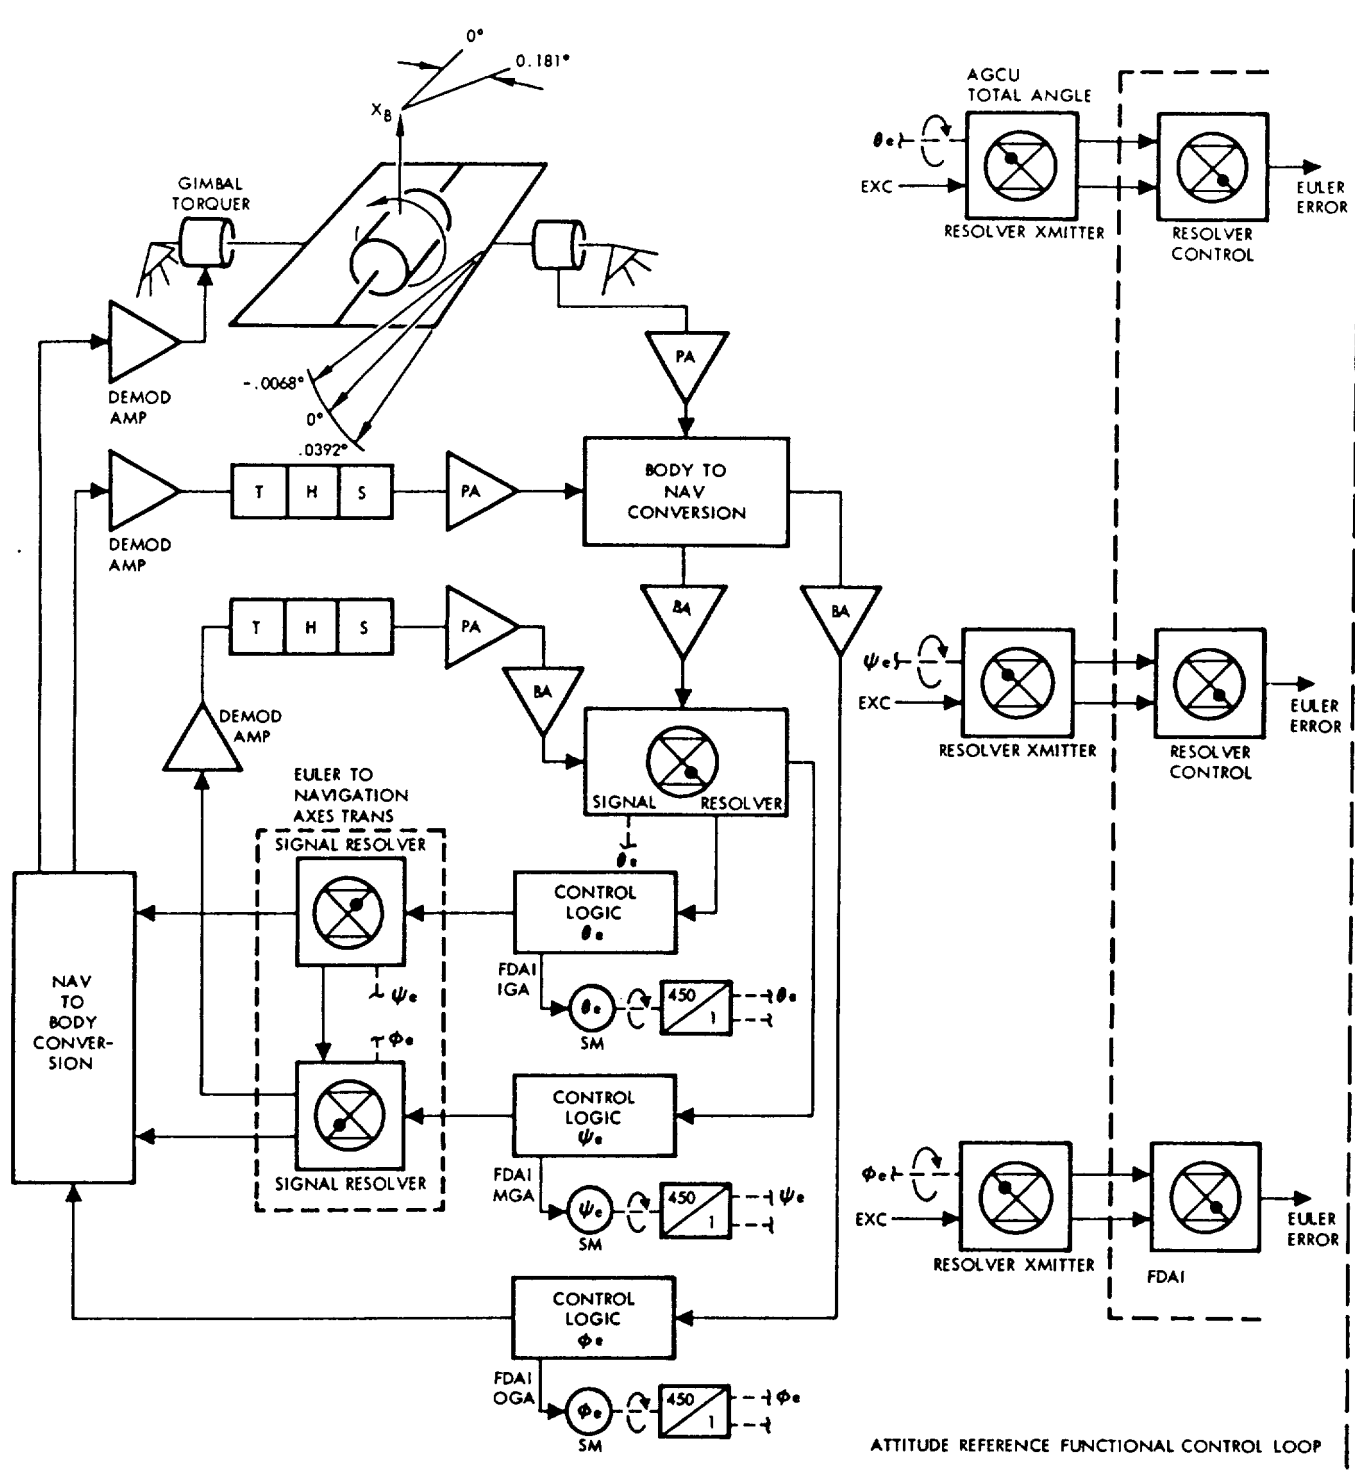 0°
0.181°
X_B
GIMBAL
TORQUER
DEMOD
AMP
-.0068°
0°
.0392°
PA
DEMOD
AMP
T H S
PA
BODY TO
NAV
CONVERSION
BA
BA
T H S
PA
BA
DEMOD
AMP
SIGNAL RESOLVER
θe
EULER TO
NAVIGATION
AXES TRANS
SIGNAL RESOLVER
ψe
ϕe
SIGNAL RESOLVER
NAV
TO
BODY
CONVER-
SION
CONTROL
LOGIC
θe
FDAI
IGA
θe
SM
450
1
θe
CONTROL
LOGIC
ψe
FDAI
MGA
ψe
SM
450
1
ψe
CONTROL
LOGIC
ϕe
FDAI
OGA
ϕe
SM
450
1
ϕe
AGCU
TOTAL ANGLE
θe
EXC
RESOLVER XMITTER
RESOLVER
CONTROL
EULER
ERROR
ψe
EXC
RESOLVER XMITTER
RESOLVER
CONTROL
EULER
ERROR
ϕe
EXC
RESOLVER XMITTER
FDAI
EULER
ERROR
ATTITUDE REFERENCE FUNCTIONAL CONTROL LOOP